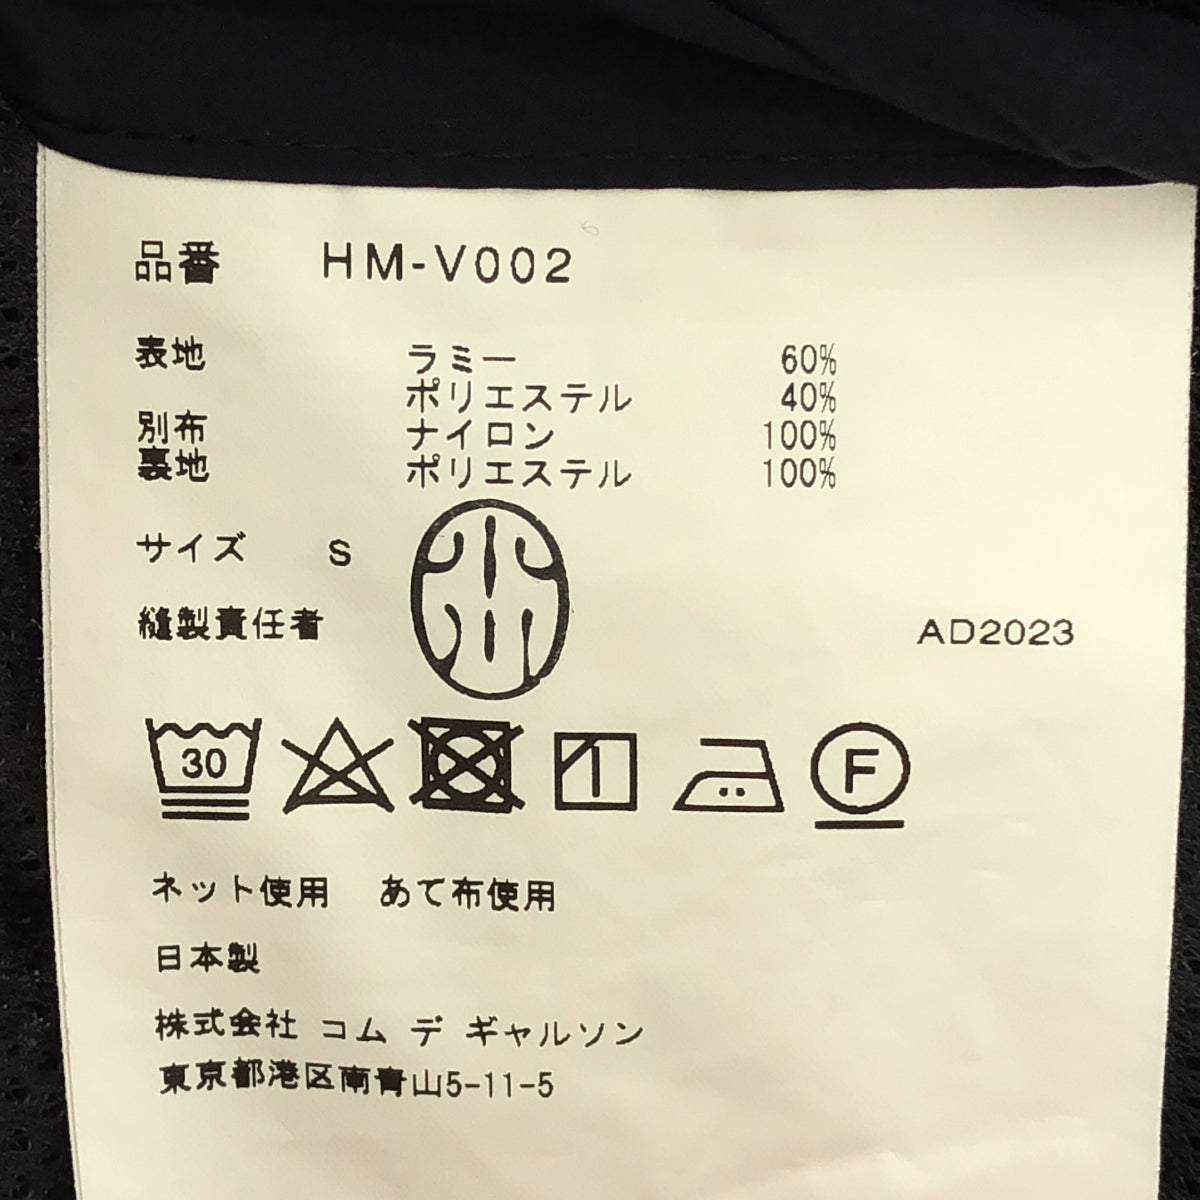 品番 HM-V002
表地 ラミー 60%
ポリエステル 40%
別布 ナイロン 100%
裏地 ポリエステル 100%
サイズ S
縫製責任者 AD2023
30 F
ネット使用 あて布使用
日本製
株式会社 コム デ ギャルソン
東京都港区南青山5-11-5